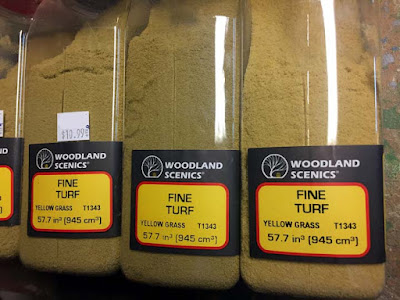 $10.99
WOODLAND
SCENICS®
FINE
TURF
YELLOW GRASS T1343
57.7 in³ (945 cm³)
WOODLAND
SCENICS®
FINE
TURF
YELLOW GRASS T1343
57.7 in³ (945 cm³)
WOODLAND
SCENICS®
FINE
TURF
YELLOW GRASS T1343
57.7 in³ (945 cm³)